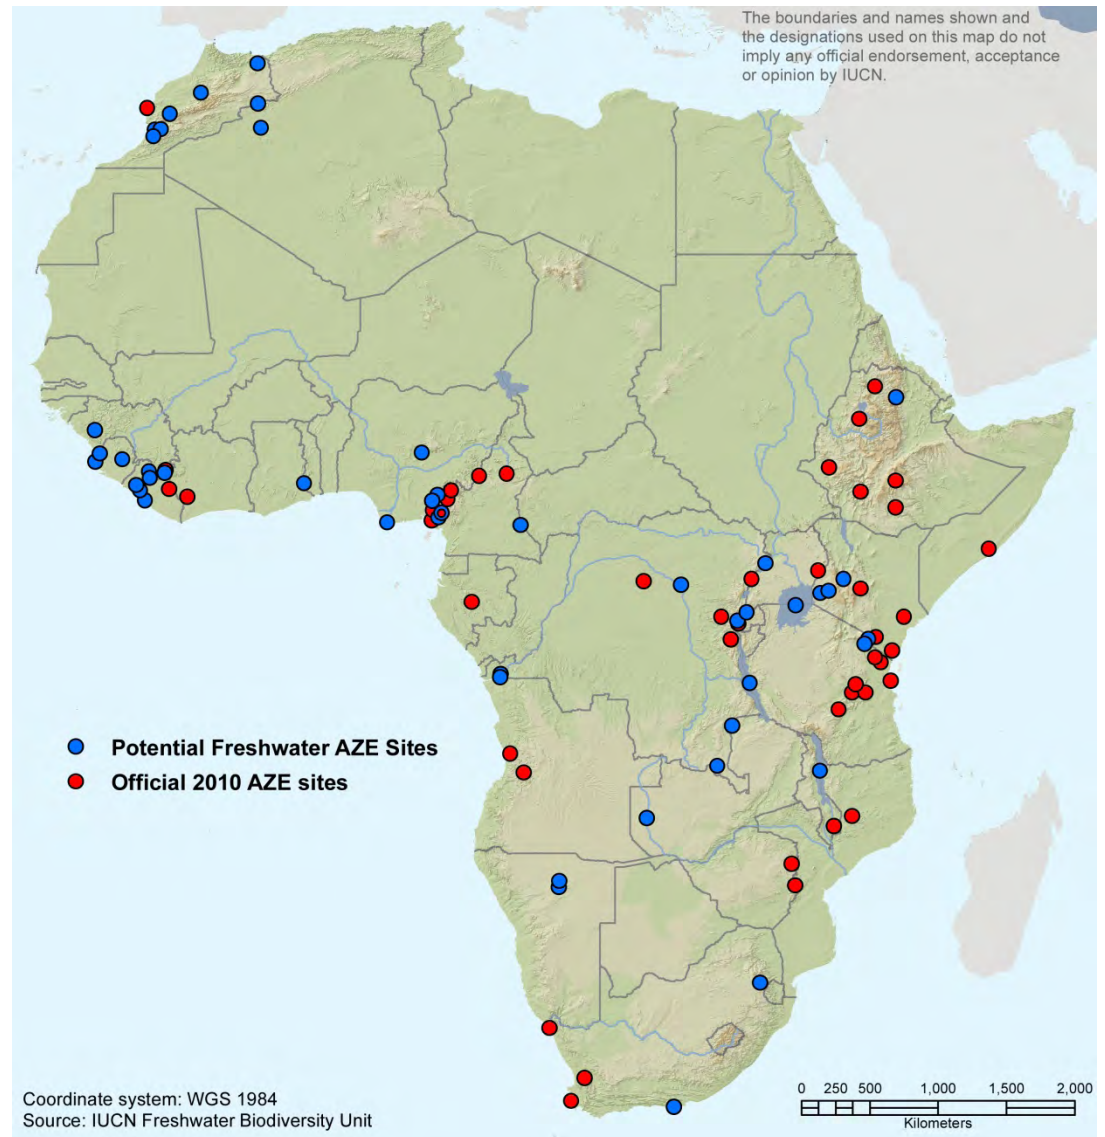 The boundaries and names shown and
the designations used on this map do not
imply any official endorsement, acceptance
or opinion by IUCN.
Potential Freshwater AZE Sites
Official 2010 AZE sites
Coordinate system: WGS 1984
Source: IUCN Freshwater Biodiversity Unit
0 250 500 1,000 1,500 2,000
Kilometers